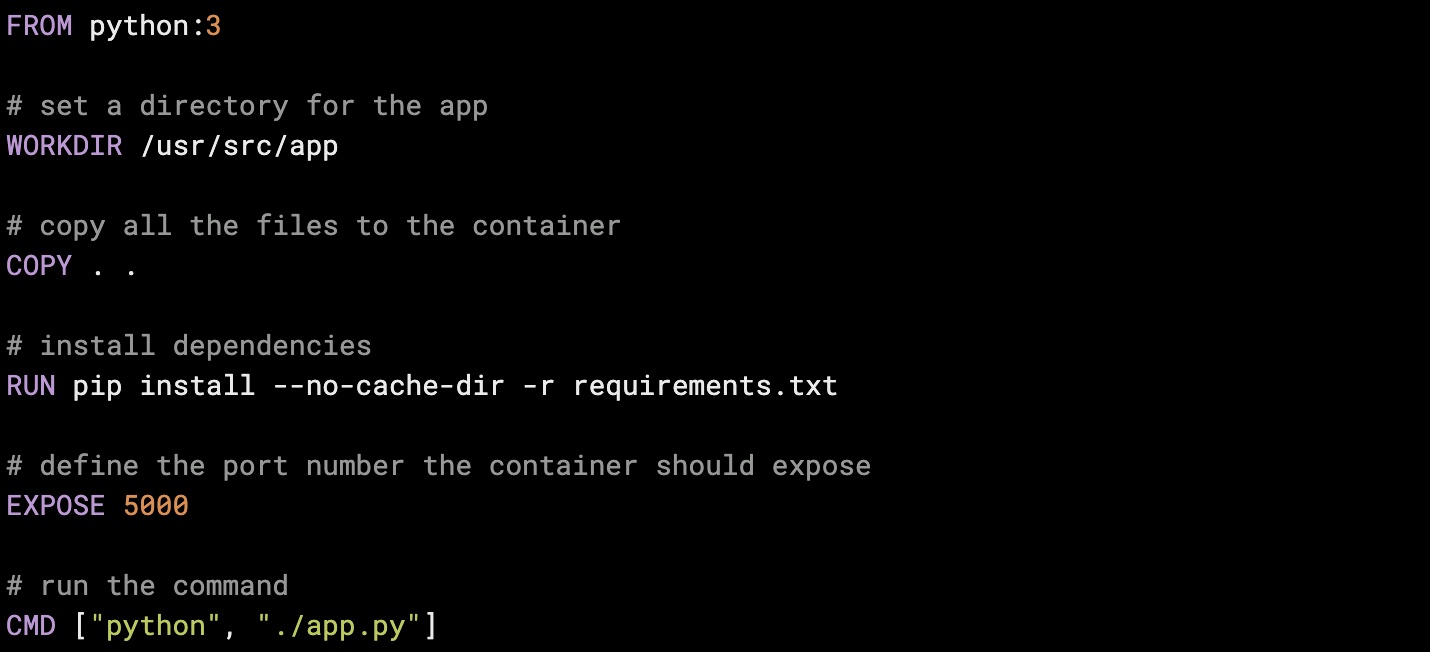 FROM python:3
# set a directory for the app
WORKDIR /usr/src/app
# copy all the files to the container
COPY . .
# install dependencies
RUN pip install --no-cache-dir -r requirements.txt
# define the port number the container should expose
EXPOSE 5000
# run the command
CMD ["python", "./app.py"]